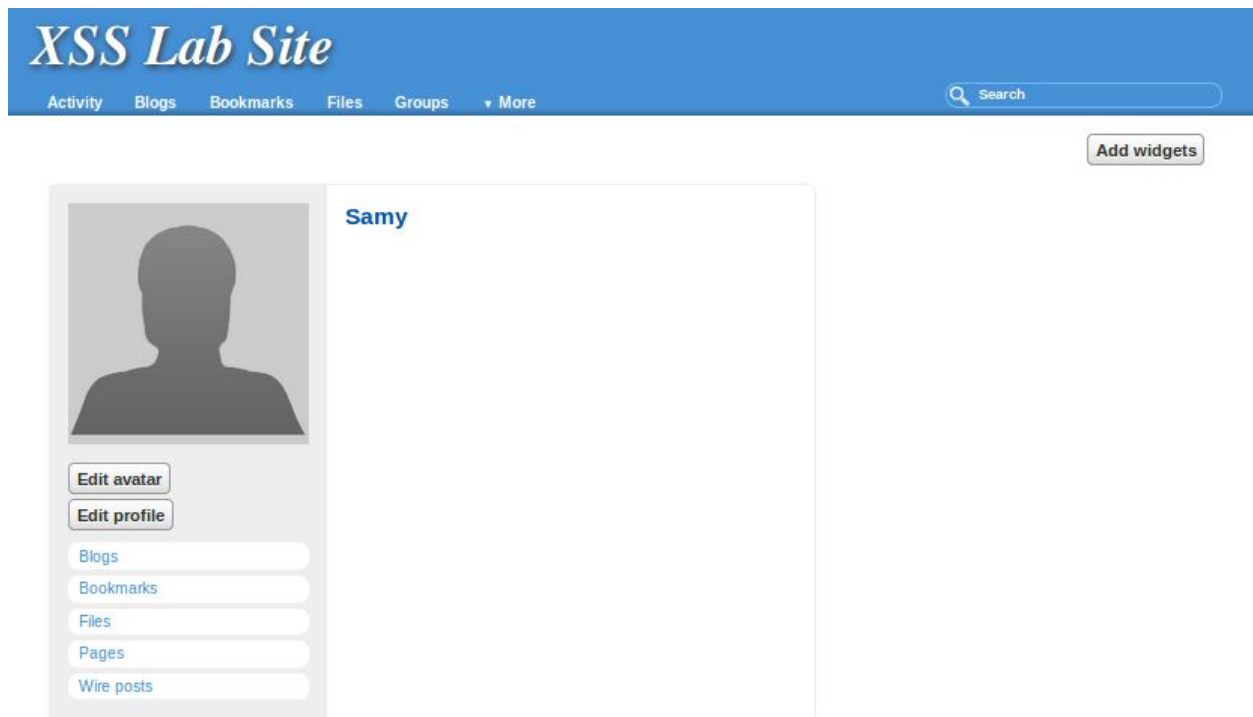 XSS Lab Site
Activity Blogs Bookmarks Files Groups ▾ More Search
Add widgets
Samy
Edit avatar
Edit profile
Blogs
Bookmarks
Files
Pages
Wire posts